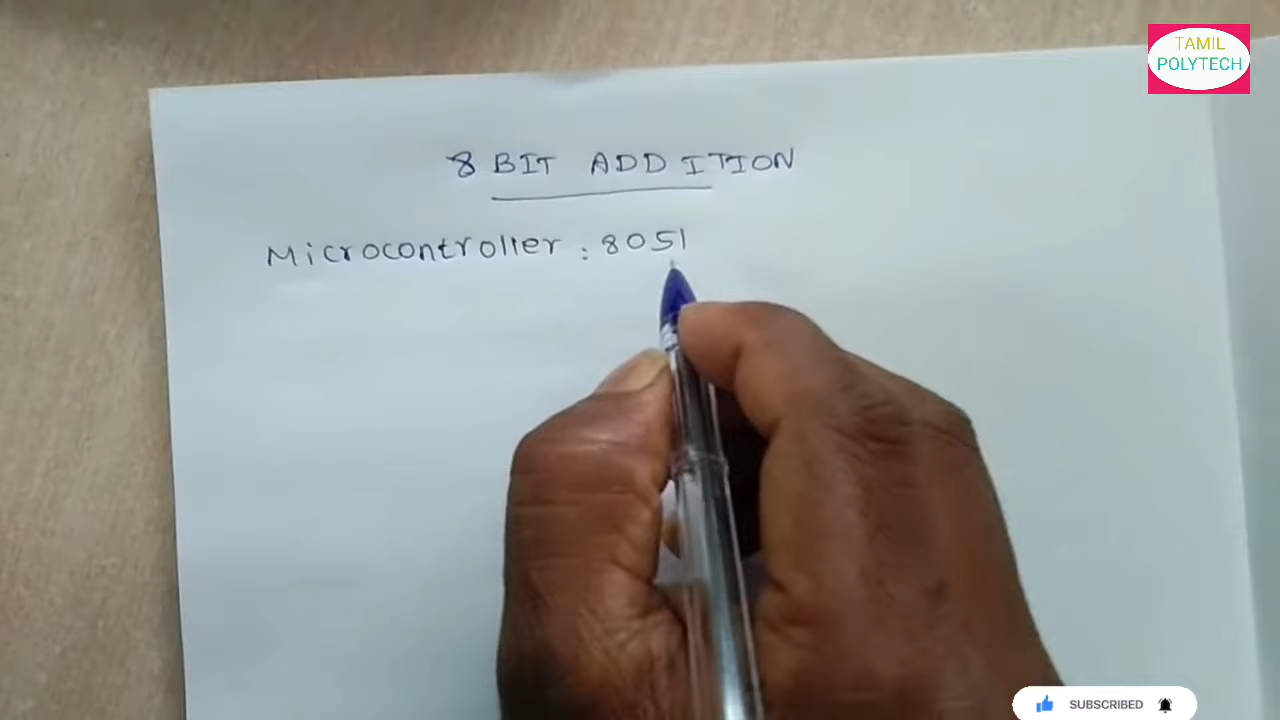 TAMIL
POLYTECH
8 BIT ADDITION
Microcontroller : 8051
SUBSCRIBED